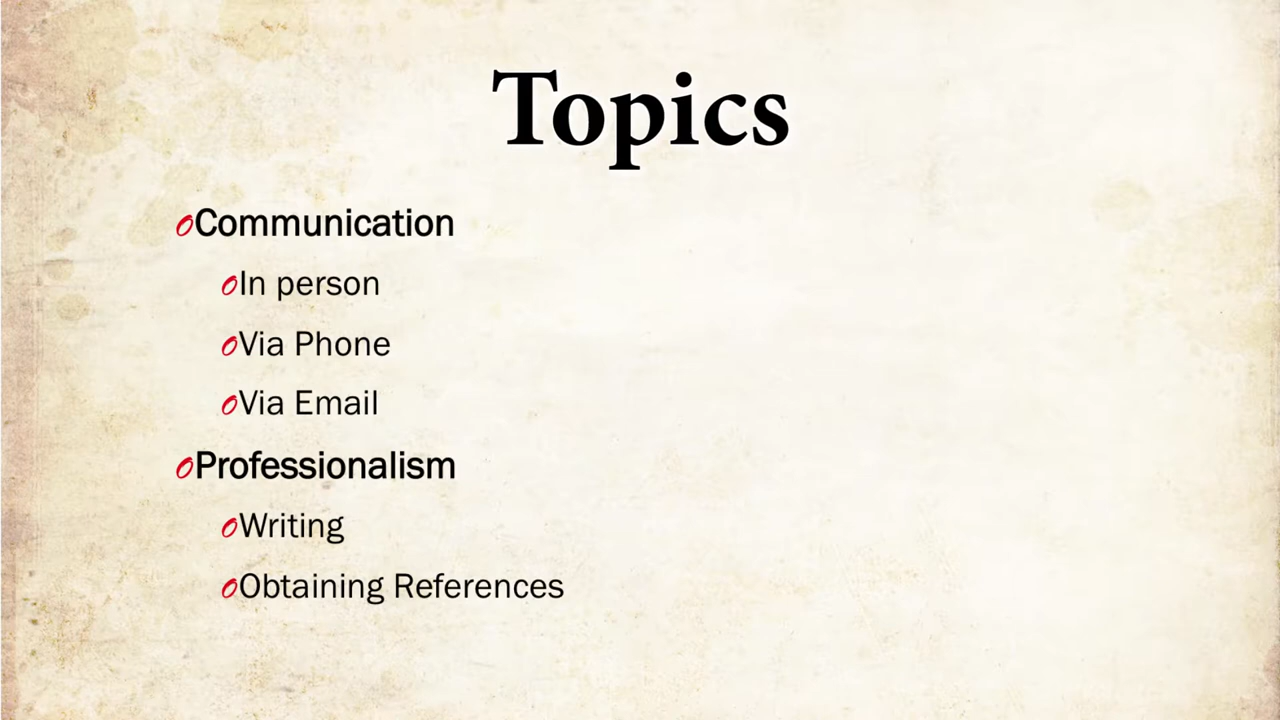 Topics
Communication
In person
Via Phone
Via Email
Professionalism
Writing
Obtaining References